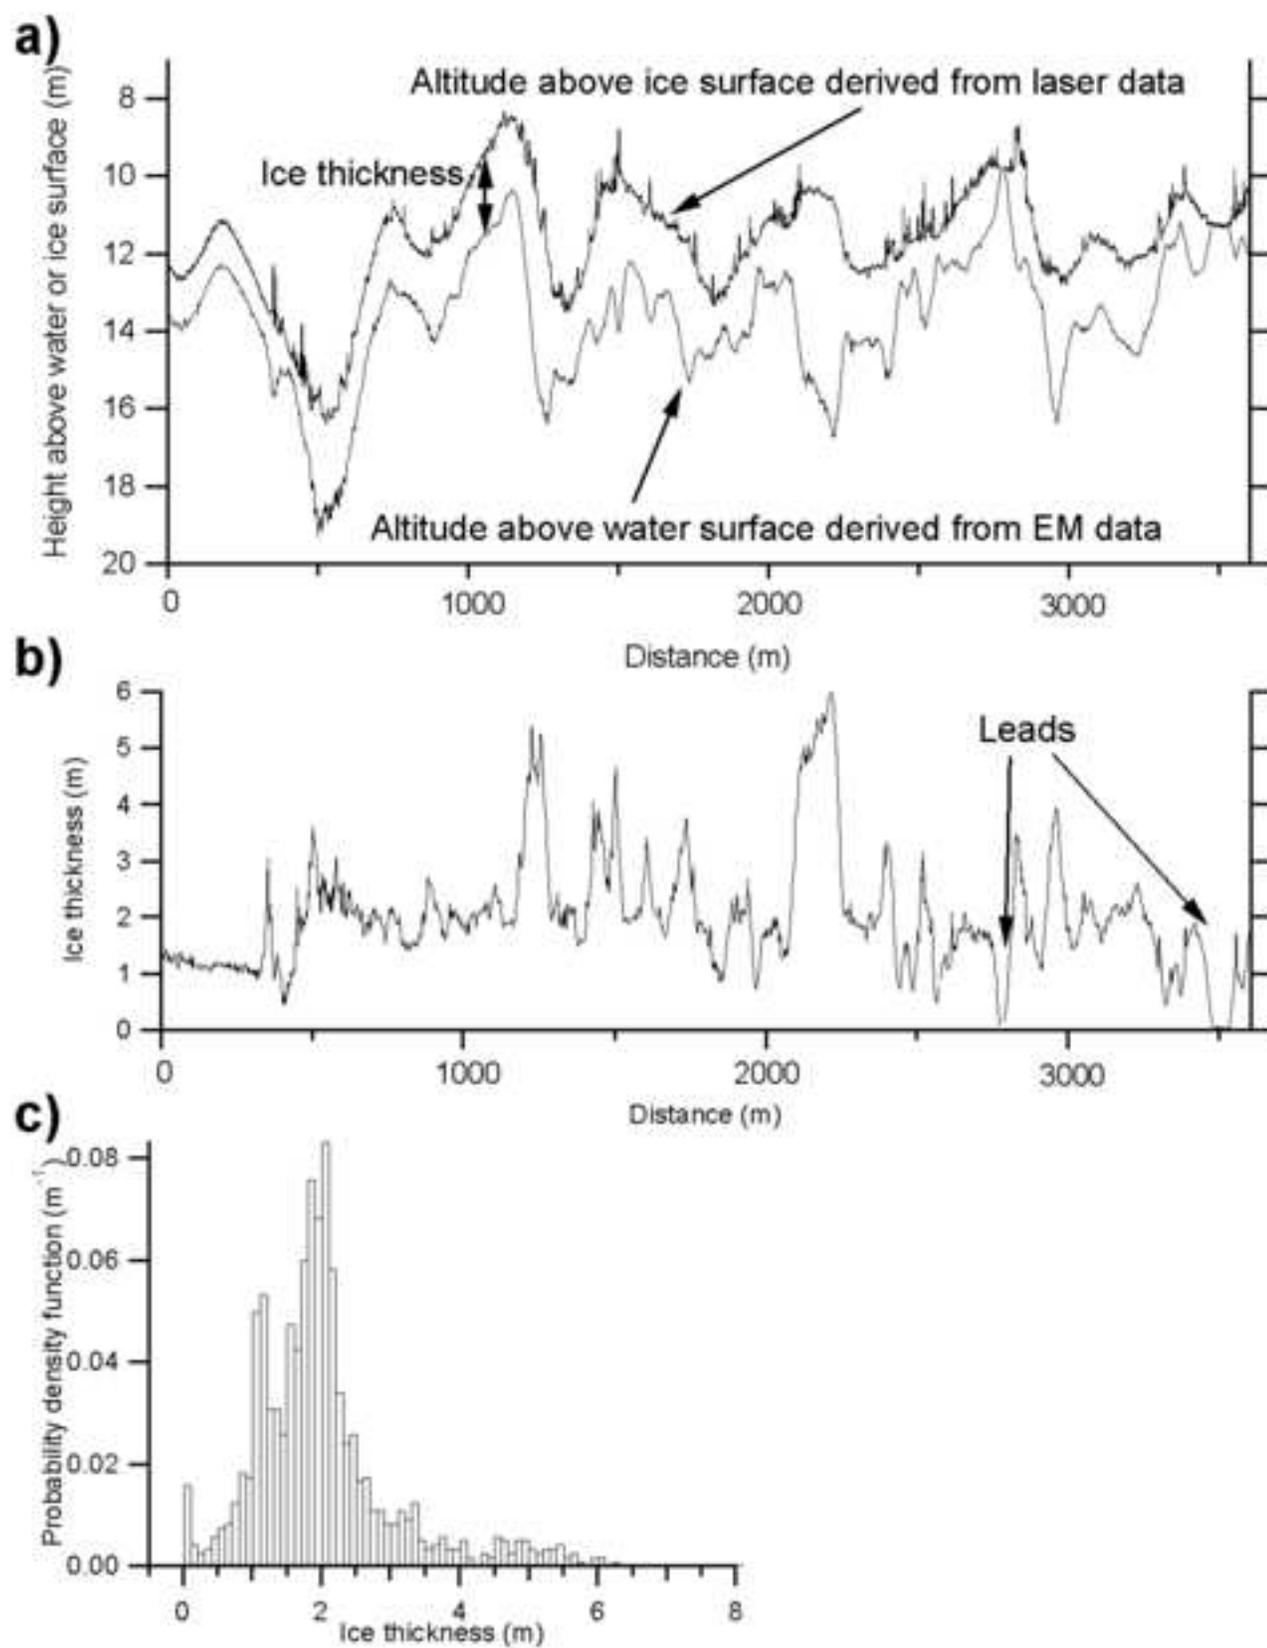 a)
Height above water or ice surface (m)
8
10
12
14
16
18
20
Altitude above ice surface derived from laser data
Ice thickness
Altitude above water surface derived from EM data
0
1000
2000
3000
Distance (m)
b)
Ice thickness (m)
6
5
4
3
2
1
0
Leads
0
1000
2000
3000
Distance (m)
c)
Probability density function (m⁻¹)
0.08
0.06
0.04
0.02
0.00
0
2
4
6
8
Ice thickness (m)